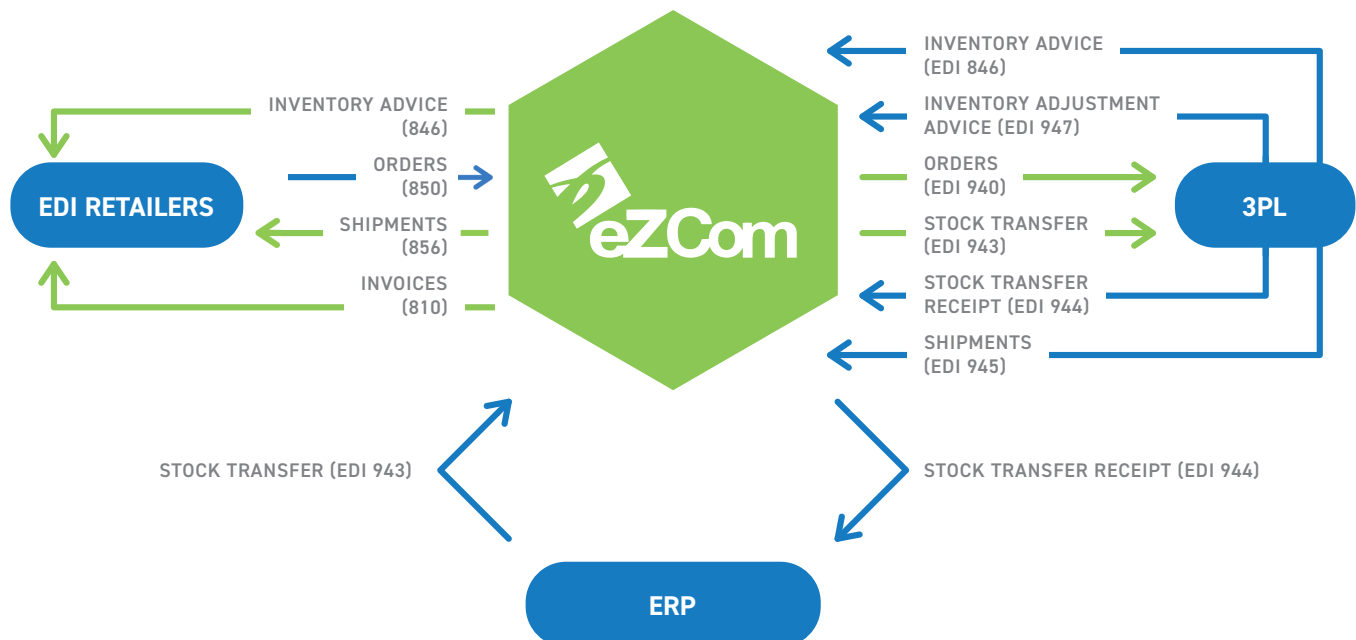 INVENTORY ADVICE
(846)
ORDERS
(850)
SHIPMENTS
(856)
INVOICES
(810)
EDI RETAILERS
eZCom
INVENTORY ADVICE
(EDI 846)
INVENTORY ADJUSTMENT
ADVICE (EDI 947)
ORDERS
(EDI 940)
STOCK TRANSFER
(EDI 943)
STOCK TRANSFER
RECEIPT (EDI 944)
SHIPMENTS
(EDI 945)
3PL
STOCK TRANSFER (EDI 943)
STOCK TRANSFER RECEIPT (EDI 944)
ERP